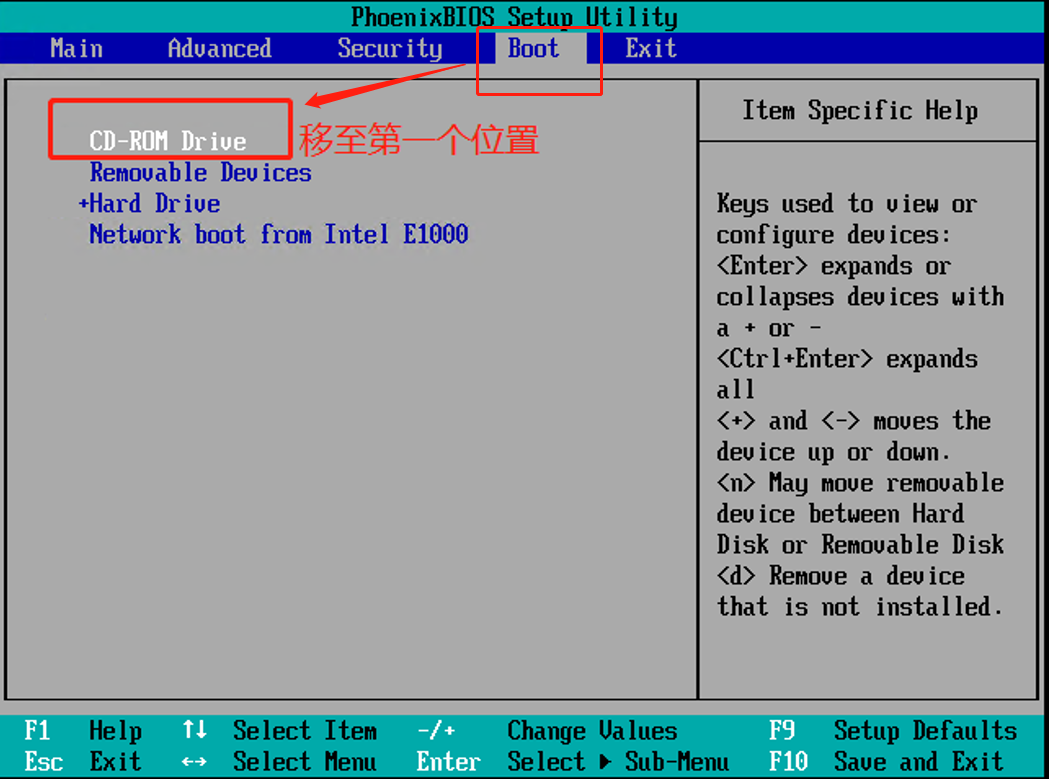 PhoenixBIOS Setup Utility
Main Advanced Security Boot Exit
CD-ROM Drive
移至第一个位置
Removable Devices
+Hard Drive
Network boot from Intel E1000
Item Specific Help
Keys used to view or
configure devices:
<Enter> expands or
collapses devices with
a + or -
<Ctrl+Enter> expands
all
<+> and <-> moves the
device up or down.
<n> May move removable
device between Hard
Disk or Removable Disk
<d> Remove a device
that is not installed.
F1 Help ↑↓ Select Item -/+ Change Values F9 Setup Defaults
Esc Exit ↔ Select Menu Enter Select ▶ Sub-Menu F10 Save and Exit